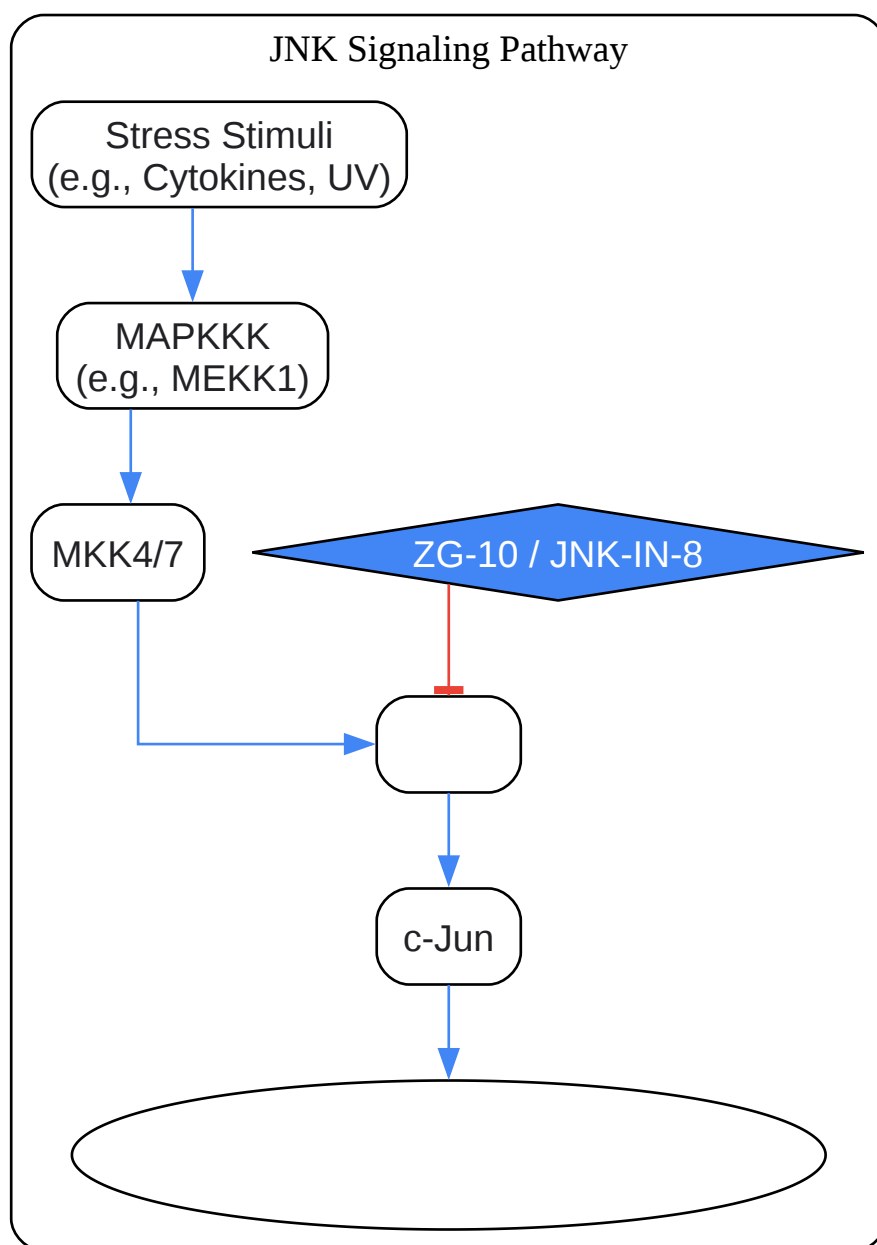 JNK Signaling Pathway
Stress Stimuli
(e.g., Cytokines, UV)
MAPKKK
(e.g., MEKK1)
MKK4/7
ZG-10 / JNK-IN-8
c-Jun